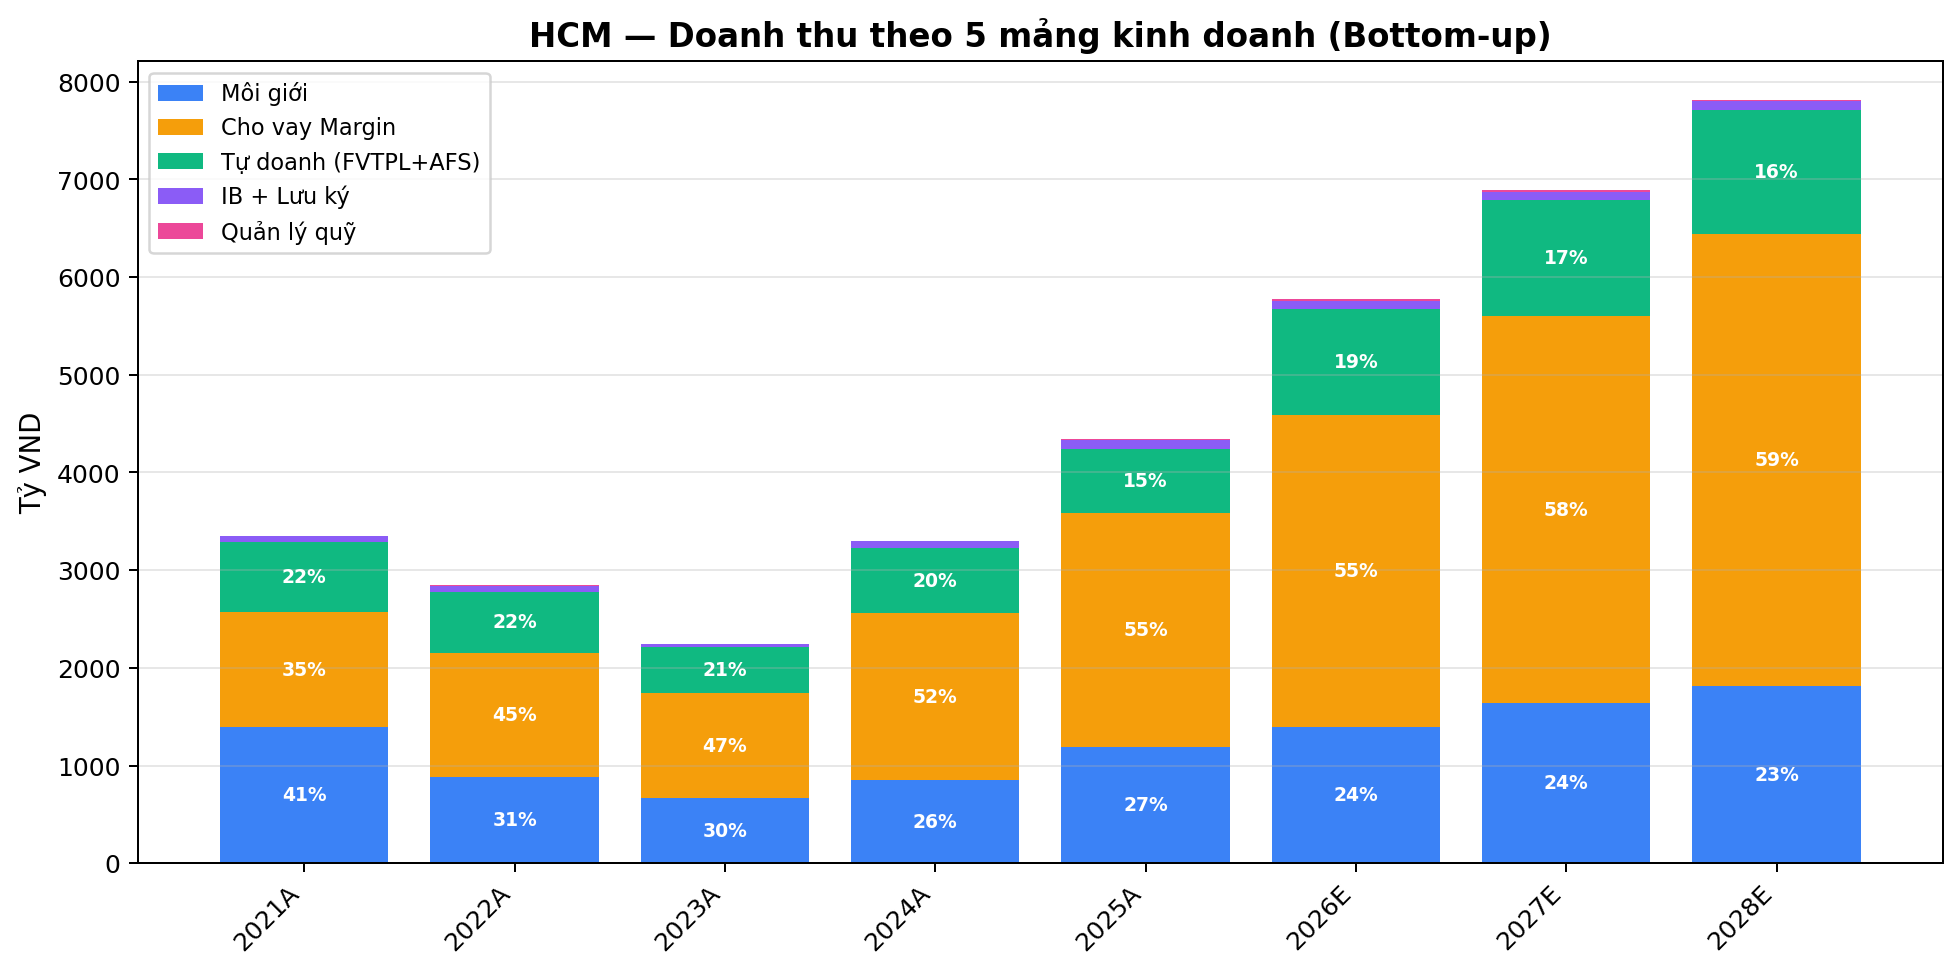 HCM — Doanh thu theo 5 mảng kinh doanh (Bottom-up)
Môi giới
Cho vay Margin
Tự doanh (FVTPL+AFS)
IB + Lưu ký
Quản lý quỹ
Tỷ VND
8000
7000
6000
5000
4000
3000
2000
1000
0
22%
35%
41%
22%
45%
31%
21%
47%
30%
20%
52%
26%
15%
55%
27%
19%
55%
24%
17%
58%
24%
16%
59%
23%
2021A
2022A
2023A
2024A
2025A
2026E
2027E
2028E